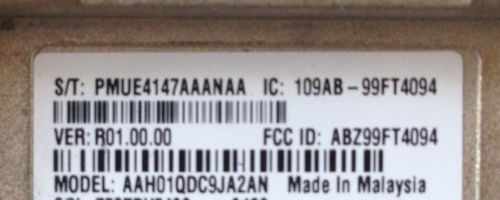 S/T: PMUE4147AAANAA IC: 109AB-99FT4094
VER: R01.00.00 FCC ID: ABZ99FT4094
MODEL: AAH01QDC9JA2AN Made In Malaysia